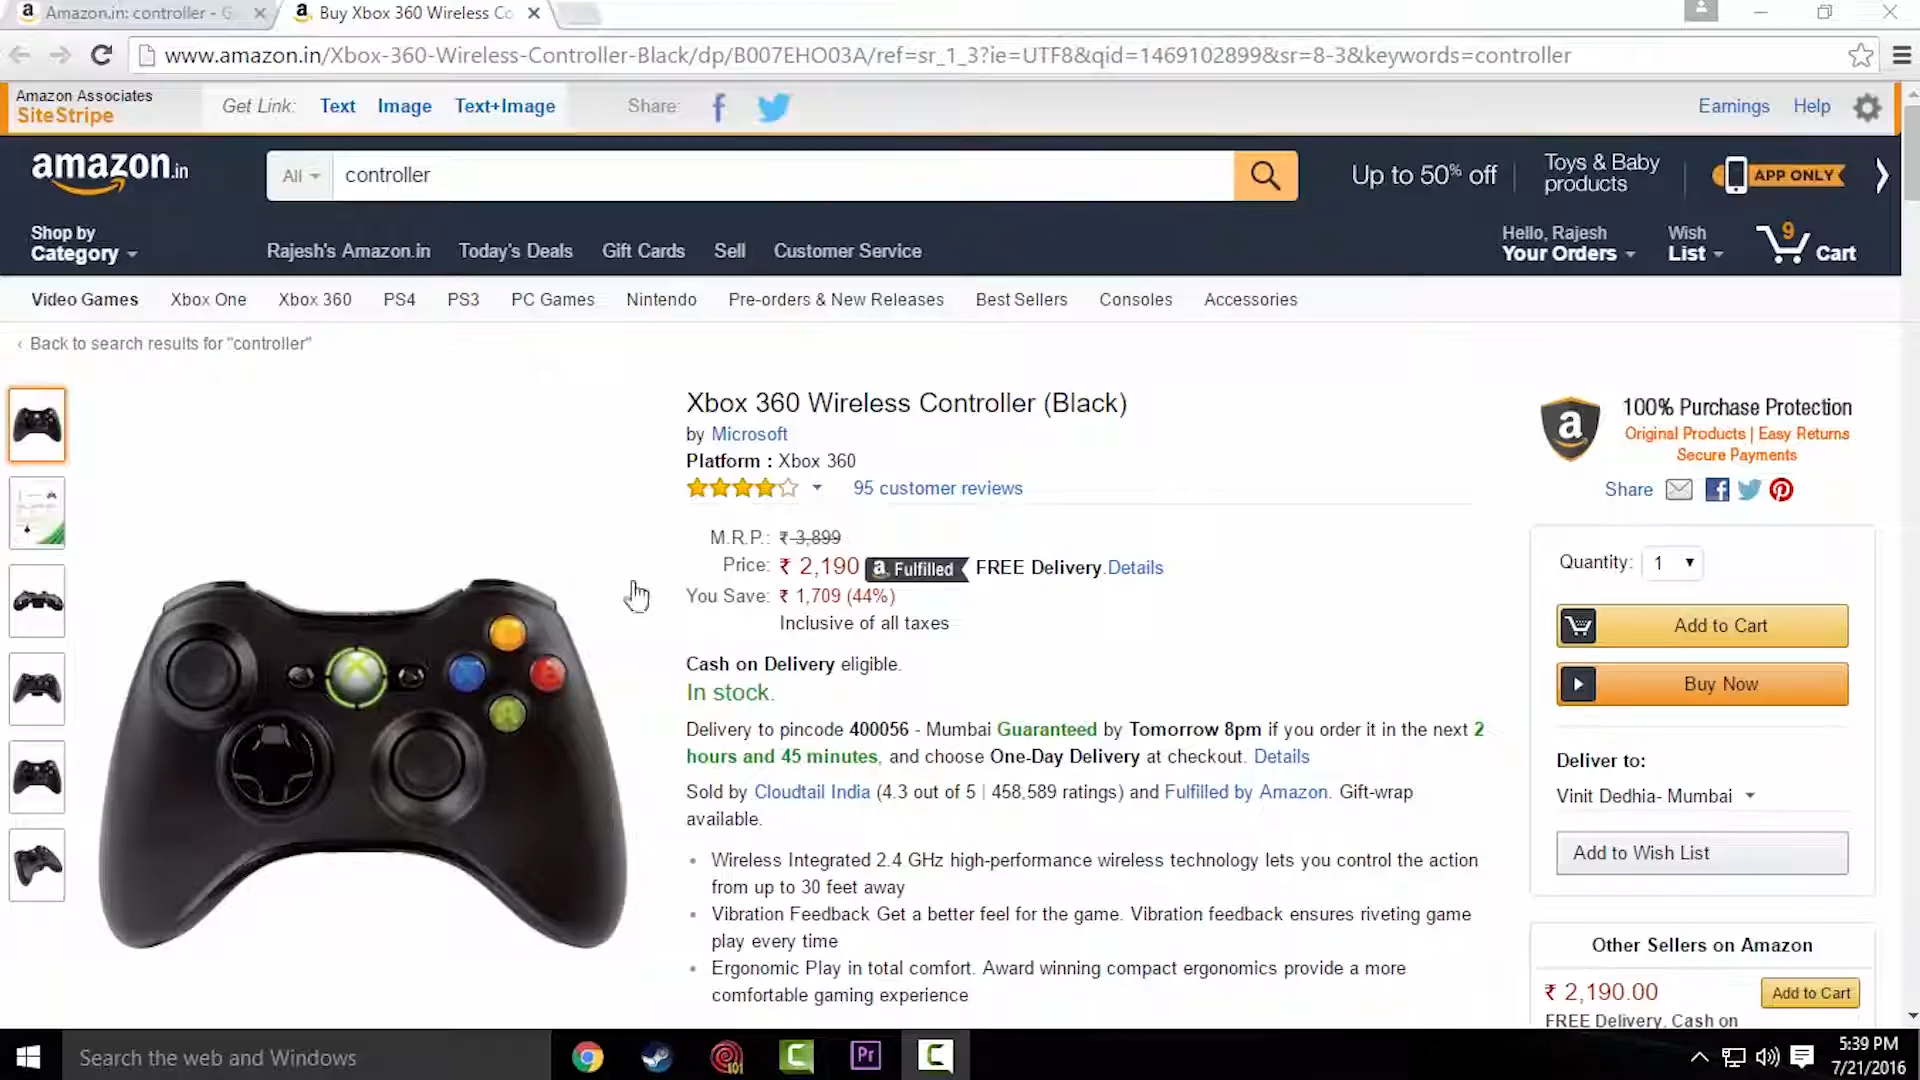 Amazon.in: controller - G
Buy Xbox 360 Wireless Co
www.amazon.in/Xbox-360-Wireless-Controller-Black/dp/B007EHO03A/ref=sr_1_3?ie=UTF8&qid=1469102899&sr=8-3&keywords=controller
Amazon Associates
SiteStripe
Get Link: Text Image Text+Image Share:
Earnings Help
amazon.in
All controller
Up to 50% off
Toys & Baby
products
APP ONLY
Shop by
Category
Rajesh's Amazon.in Today's Deals Gift Cards Sell Customer Service
Hello, Rajesh
Your Orders
Wish
List
9
Cart
Video Games Xbox One Xbox 360 PS4 PS3 PC Games Nintendo Pre-orders & New Releases Best Sellers Consoles Accessories
‹ Back to search results for "controller"
Xbox 360 Wireless Controller (Black)
by Microsoft
Platform : Xbox 360
95 customer reviews
M.R.P.: ₹ 3,899
Price: ₹ 2,190 a Fulfilled FREE Delivery.Details
You Save: ₹ 1,709 (44%)
Inclusive of all taxes
Cash on Delivery eligible.
In stock.
Delivery to pincode 400056 - Mumbai Guaranteed by Tomorrow 8pm if you order it in the next 2
hours and 45 minutes, and choose One-Day Delivery at checkout. Details
Sold by Cloudtail India (4.3 out of 5 | 458,589 ratings) and Fulfilled by Amazon. Gift-wrap
available.
• Wireless Integrated 2.4 GHz high-performance wireless technology lets you control the action
from up to 30 feet away
• Vibration Feedback Get a better feel for the game. Vibration feedback ensures riveting game
play every time
• Ergonomic Play in total comfort. Award winning compact ergonomics provide a more
comfortable gaming experience
100% Purchase Protection
Original Products | Easy Returns
Secure Payments
Share
Quantity: 1
Add to Cart
Buy Now
Deliver to:
Vinit Dedhia- Mumbai
Add to Wish List
Other Sellers on Amazon
₹ 2,190.00 Add to Cart
FREE Delivery. Cash on
Search the web and Windows
101
Pr
5:39 PM
7/21/2016